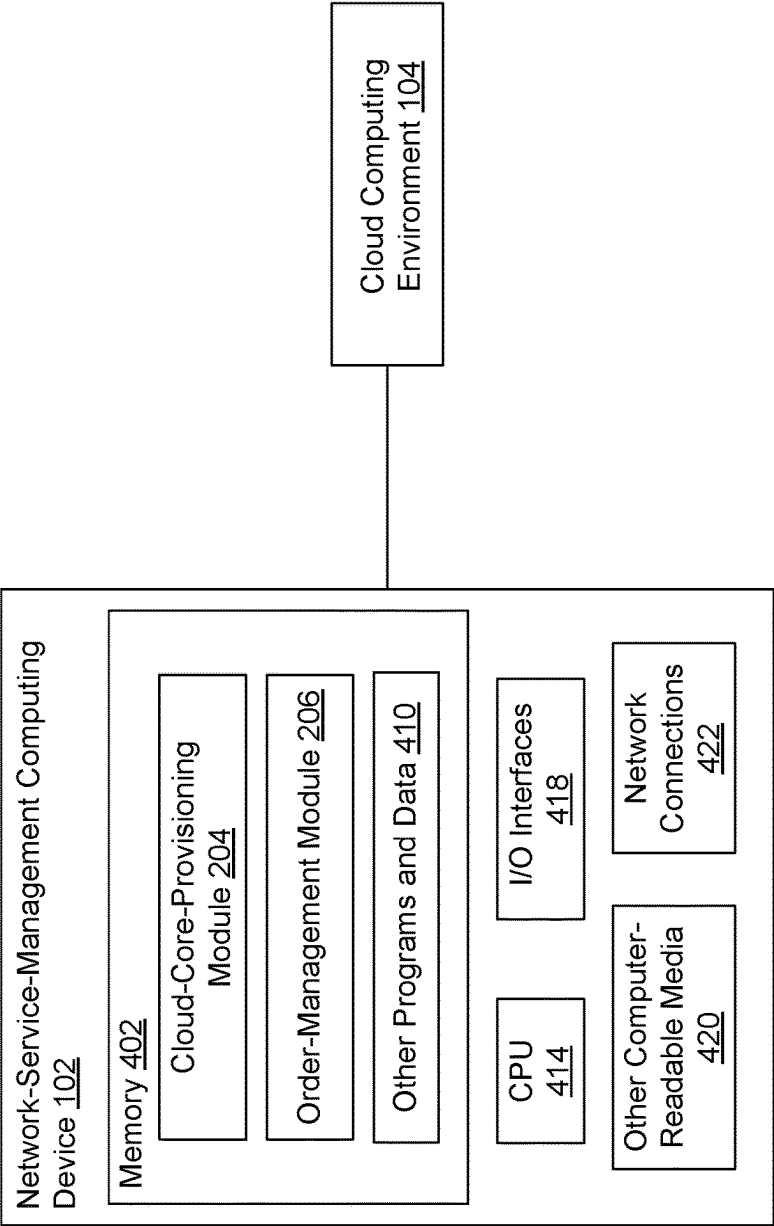 Network-Service-Management Computing
Device 102
Memory 402
Cloud-Core-Provisioning
Module 204
Order-Management Module 206
Other Programs and Data 410
CPU
414
I/O Interfaces
418
Other Computer-
Readable Media
420
Network
Connections
422
Cloud Computing
Environment 104